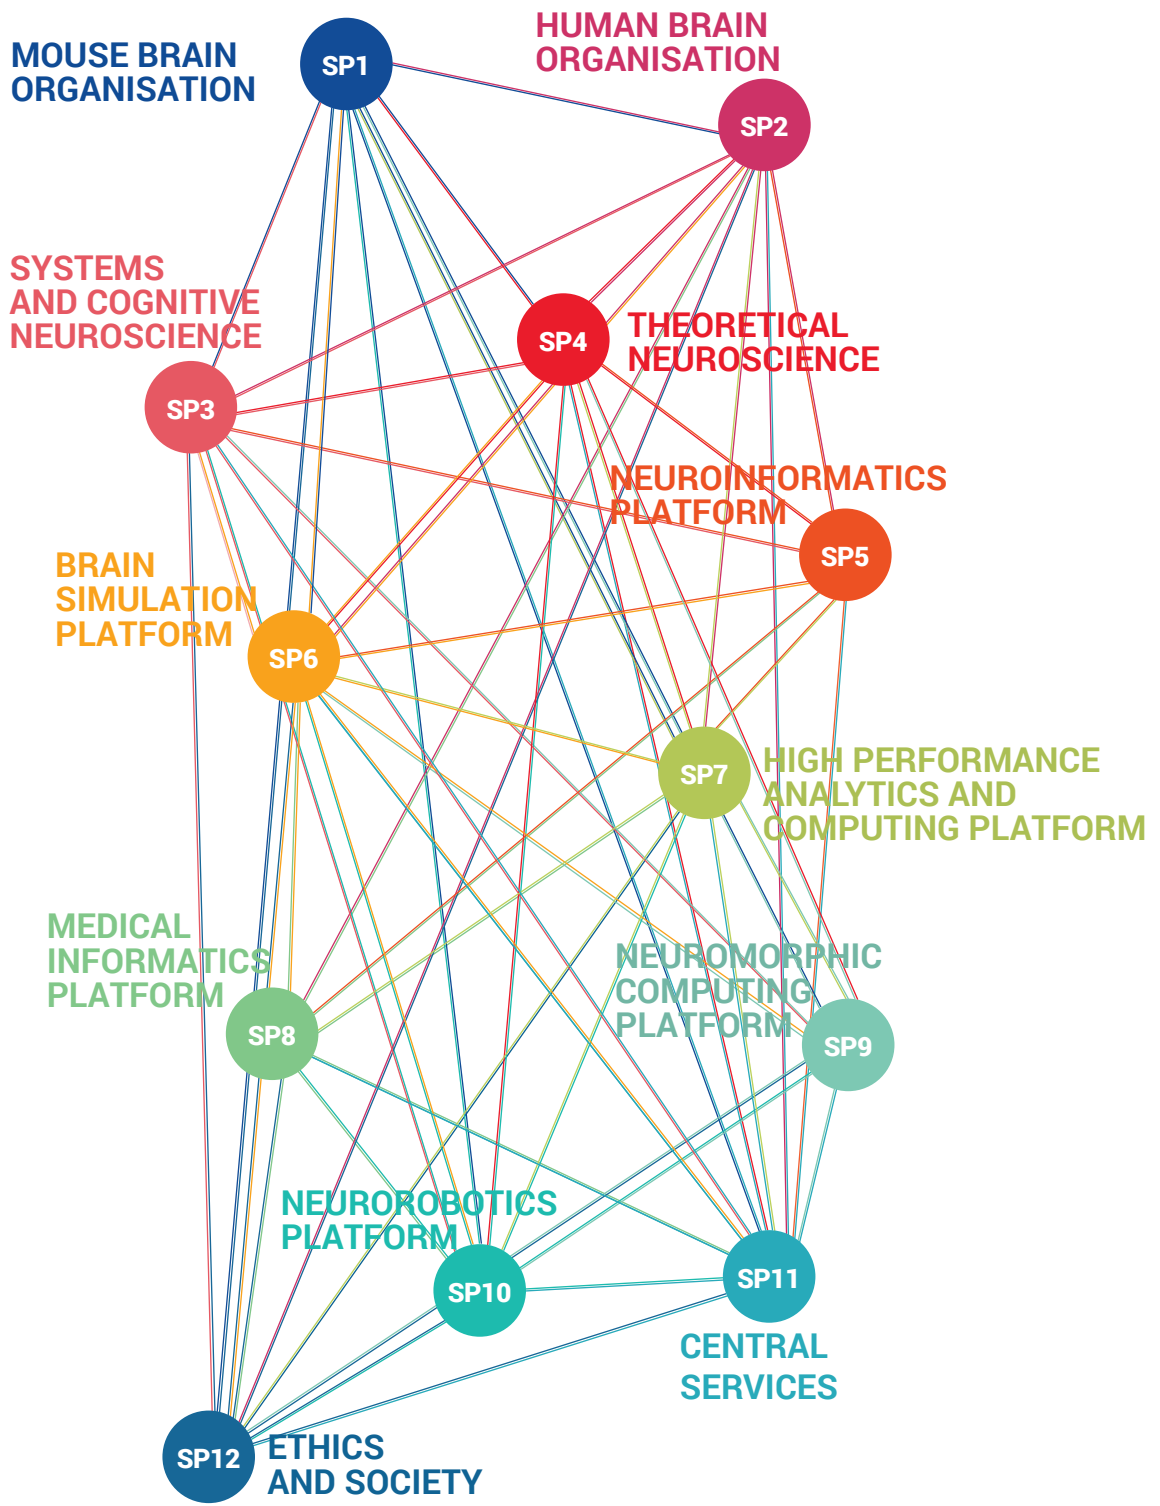 HUMAN BRAIN
ORGANISATION
MOUSE BRAIN
ORGANISATION
SP1
SP2
SYSTEMS
AND COGNITIVE
NEUROSCIENCE
SP3
SP4
THEORETICAL
NEUROSCIENCE
NEUROINFORMATICS
PLATFORM
SP5
BRAIN
SIMULATION
PLATFORM
SP6
SP7
HIGH PERFORMANCE
ANALYTICS AND
COMPUTING PLATFORM
MEDICAL
INFORMATICS
PLATFORM
SP8
NEUROMORPHIC
COMPUTING
PLATFORM
SP9
NEUROROBOTICS
PLATFORM
SP10
SP11
CENTRAL
SERVICES
SP12
ETHICS
AND SOCIETY